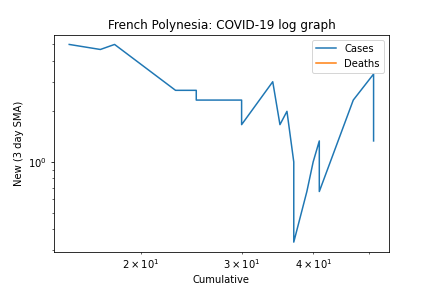 French Polynesia: COVID-19 log graph
Cases
Deaths
New (3 day SMA)
10⁰
2 × 10¹
3 × 10¹
4 × 10¹
Cumulative